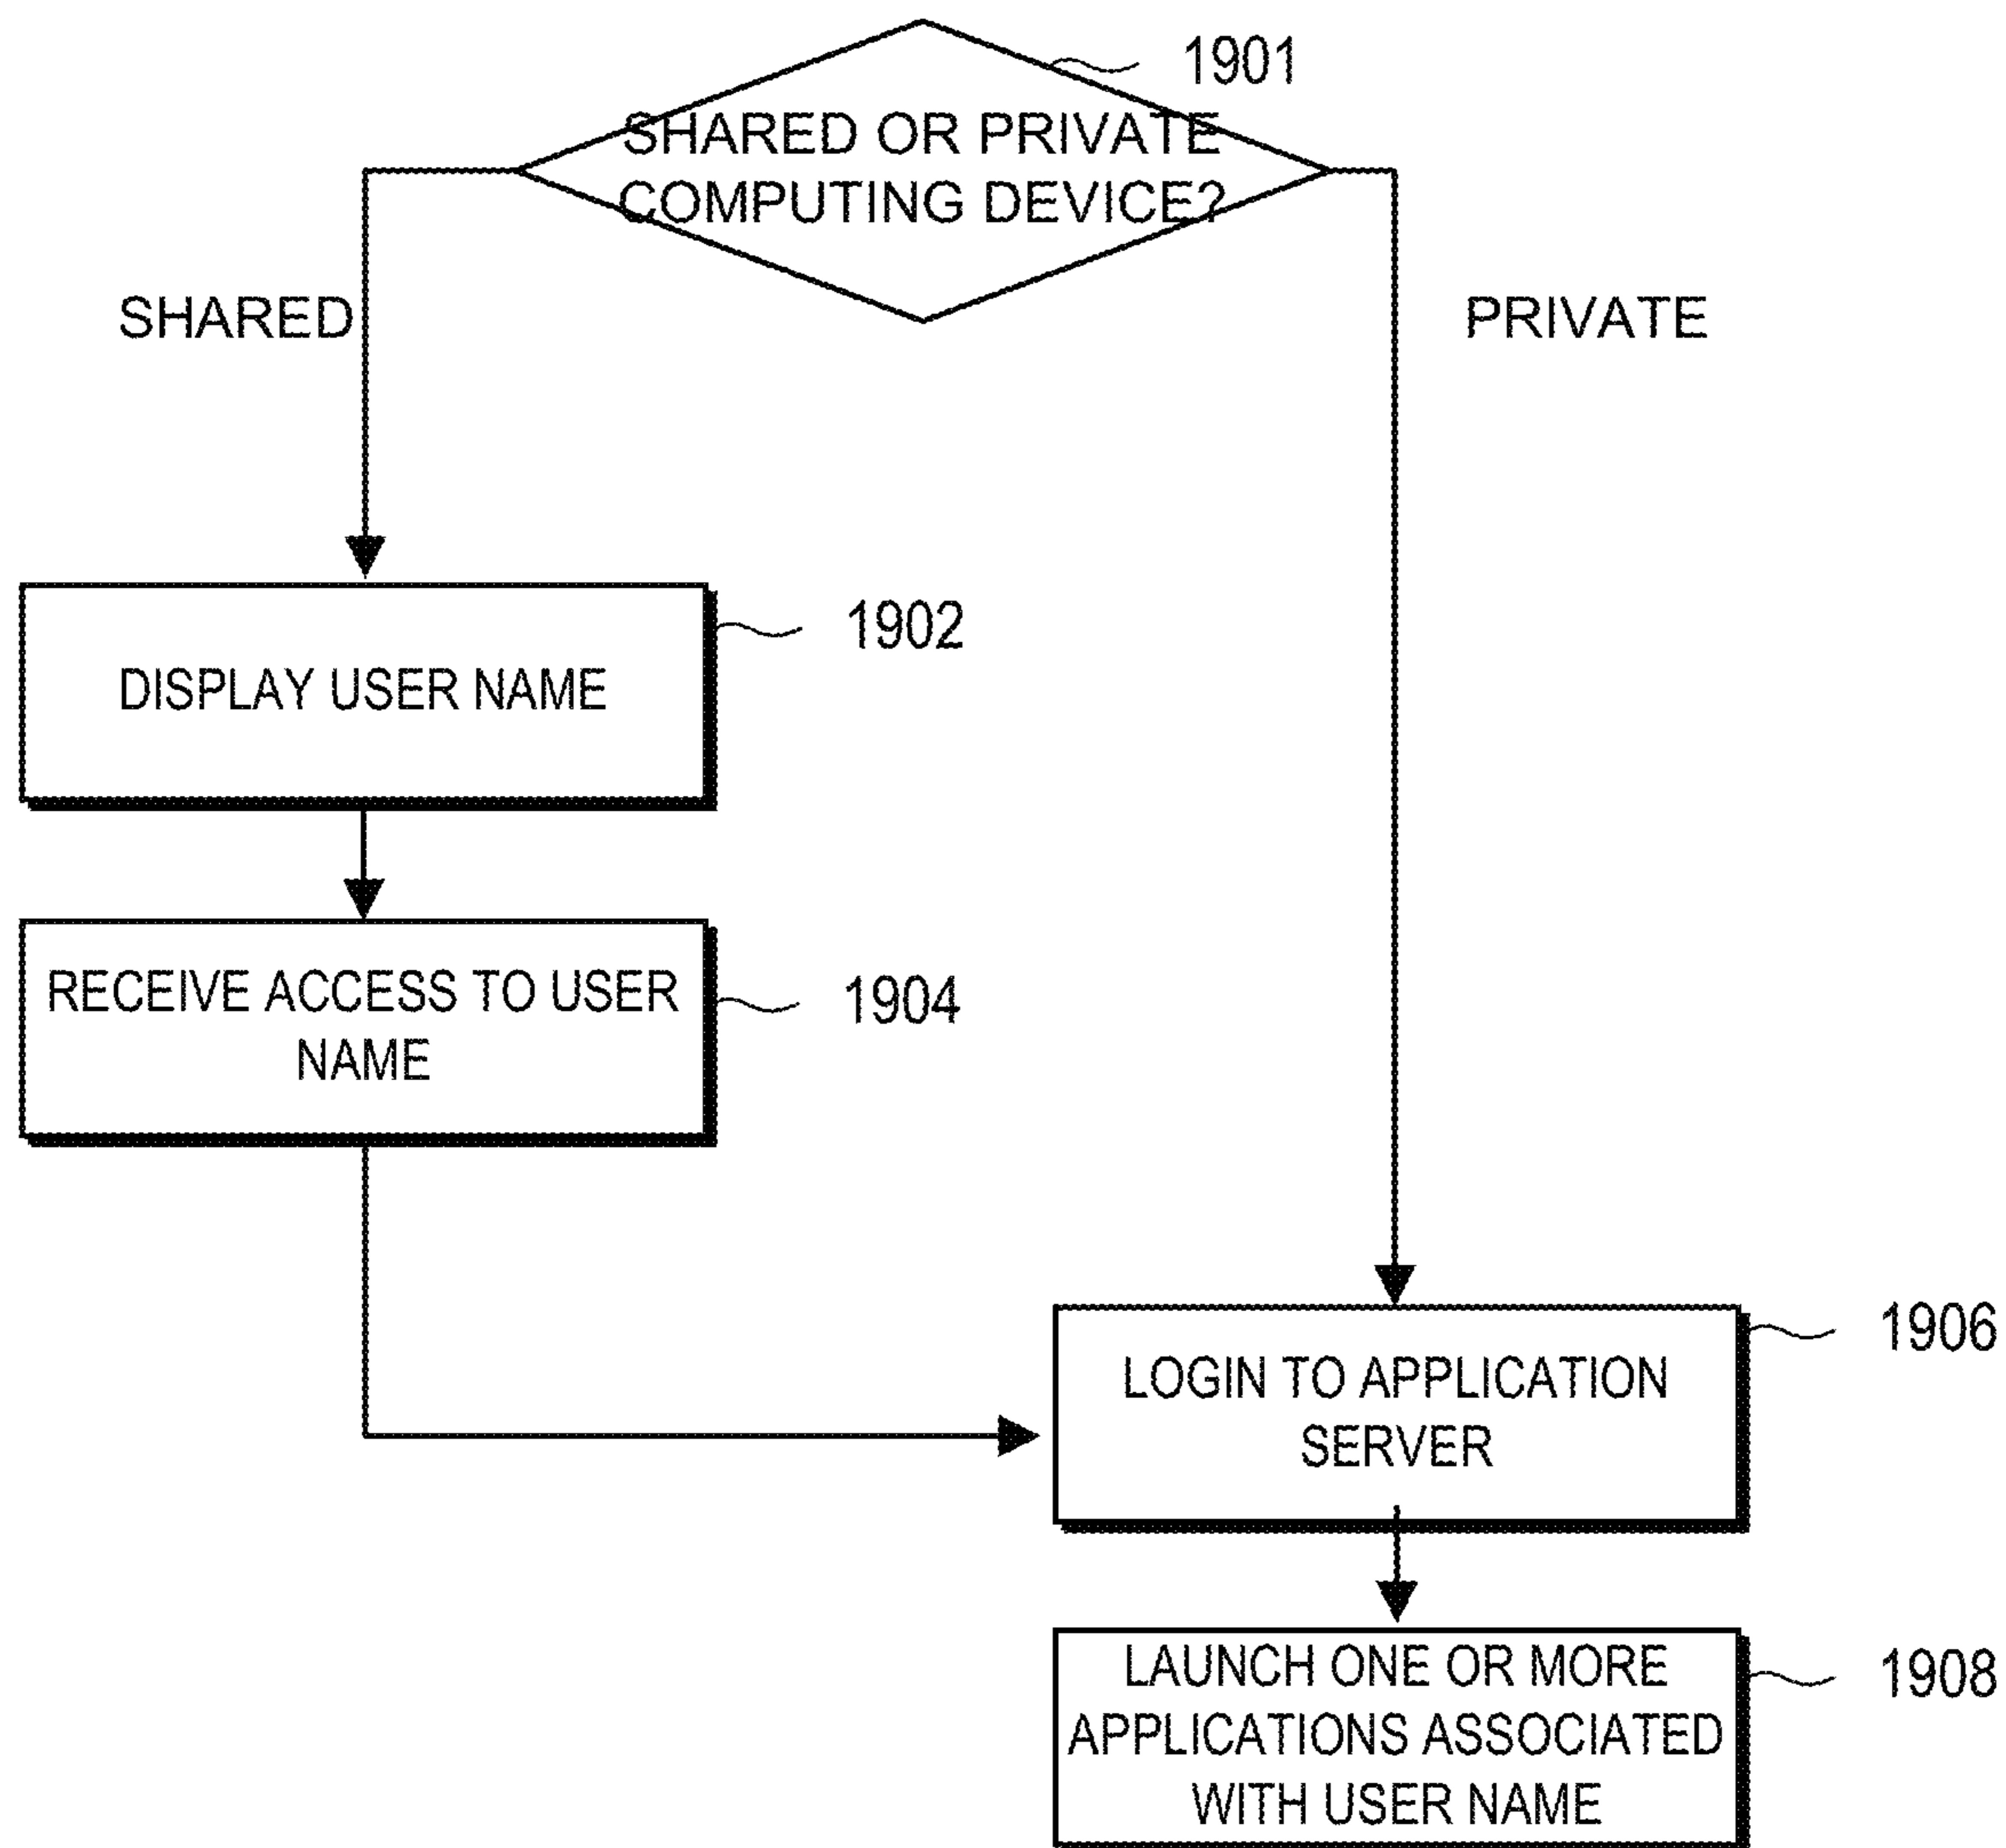 1901
SHARED OR PRIVATE
COMPUTING DEVICE?
SHARED
PRIVATE
1902
DISPLAY USER NAME
RECEIVE ACCESS TO USER
NAME
1904
1906
LOGIN TO APPLICATION
SERVER
LAUNCH ONE OR MORE
APPLICATIONS ASSOCIATED
WITH USER NAME
1908